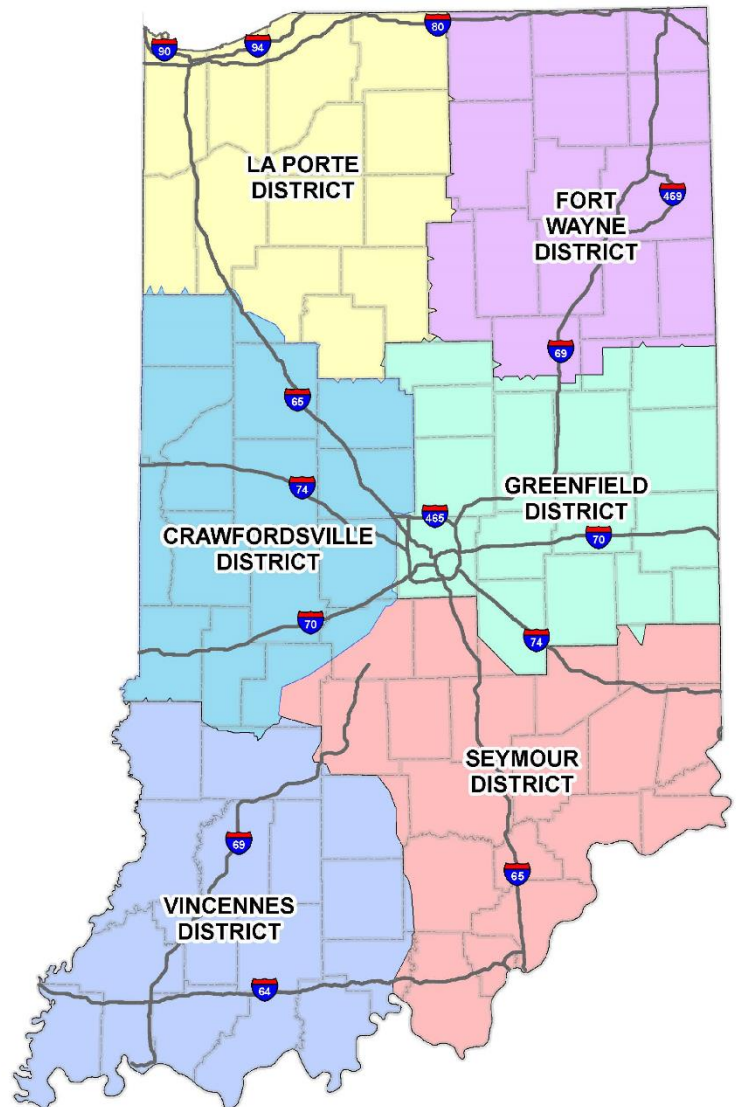 80
90
94
LA PORTE
DISTRICT
469
FORT
WAYNE
DISTRICT
69
65
74
GREENFIELD
DISTRICT
465
CRAWFORDSVILLE
DISTRICT
70
70
74
SEYMOUR
DISTRICT
69
65
VINCENNES
DISTRICT
64